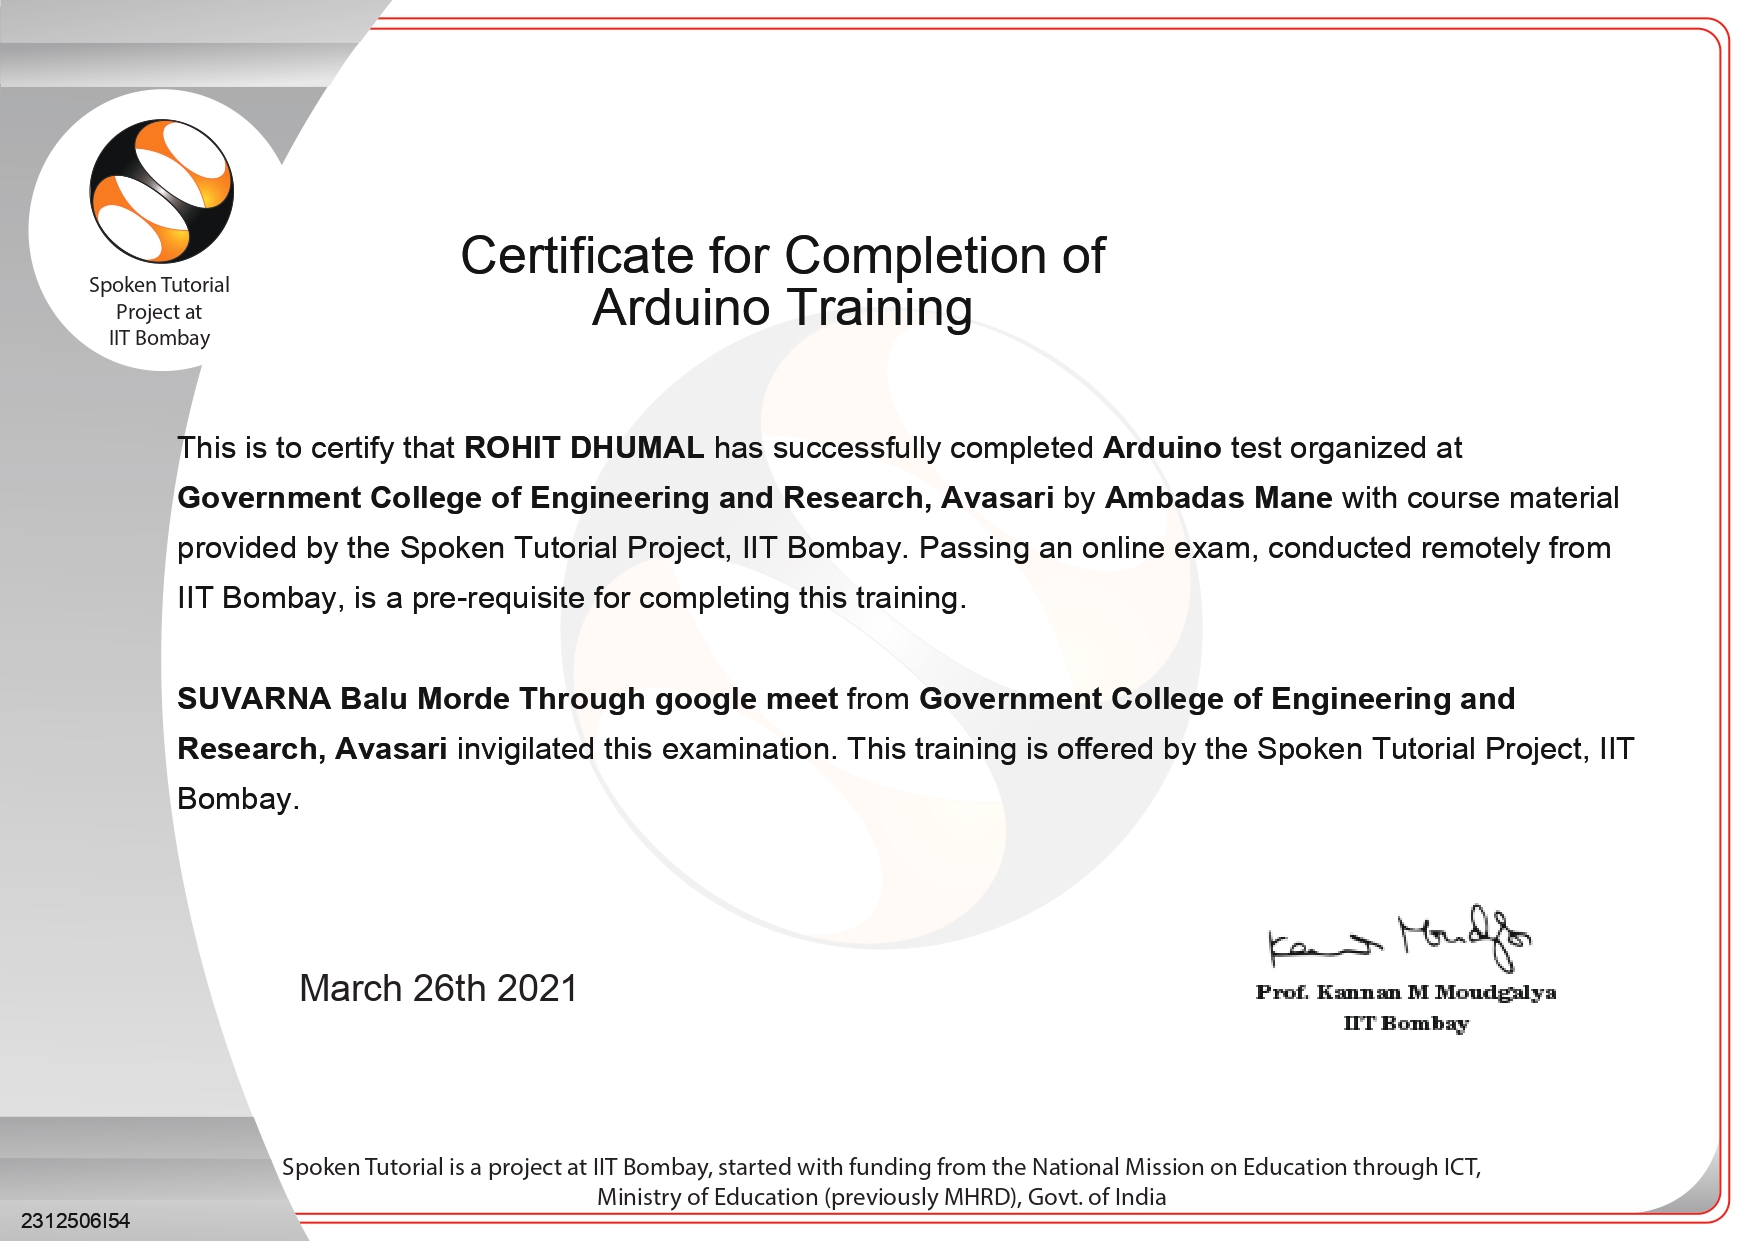 Spoken Tutorial
Project at
IIT Bombay
Certificate for Completion of
Arduino Training
This is to certify that ROHIT DHUMAL has successfully completed Arduino test organized at
Government College of Engineering and Research, Avasari by Ambadas Mane with course material
provided by the Spoken Tutorial Project, IIT Bombay. Passing an online exam, conducted remotely from
IIT Bombay, is a pre-requisite for completing this training.
SUVARNA Balu Morde Through google meet from Government College of Engineering and
Research, Avasari invigilated this examination. This training is offered by the Spoken Tutorial Project, IIT
Bombay.
March 26th 2021
Kannan Moudgalya
Prof. Kannan M Moudgalya
IIT Bombay
Spoken Tutorial is a project at IIT Bombay, started with funding from the National Mission on Education through ICT,
Ministry of Education (previously MHRD), Govt. of India
2312506I54